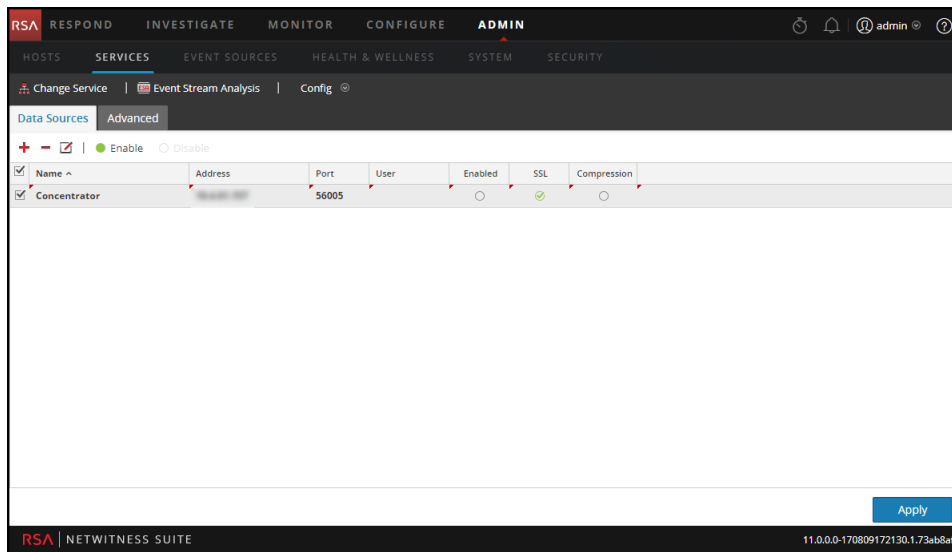 RSA RESPOND INVESTIGATE MONITOR CONFIGURE ADMIN admin ?
HOSTS SERVICES EVENT SOURCES HEALTH & WELLNESS SYSTEM SECURITY
Change Service | ESA Event Stream Analysis | Config
Data Sources Advanced
Enable Disable
Name Address Port User Enabled SSL Compression
Concentrator 56005
Apply
RSA | NETWITNESS SUITE 11.0.0.0-170809172130.1.73ab8a